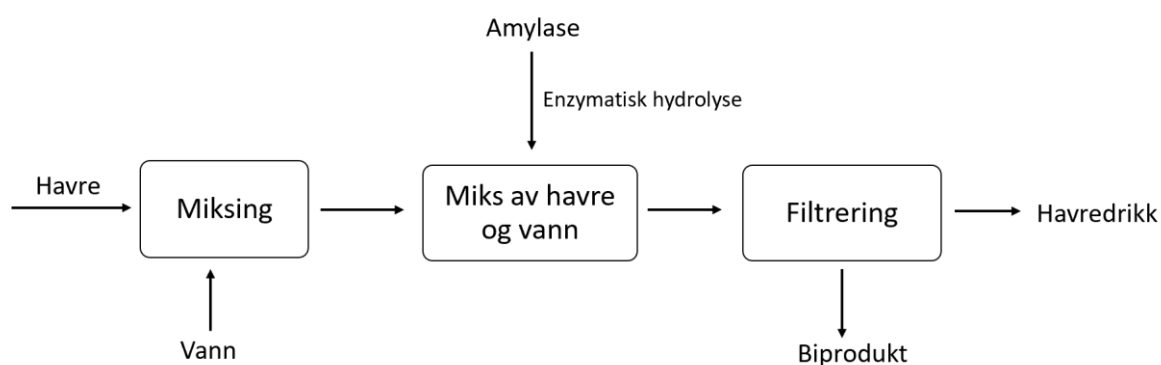 Amylase
Enzymatisk hydrolyse
Havre
Miksing
Vann
Miks av havre
og vann
Filtrering
Havredrikk
Biprodukt